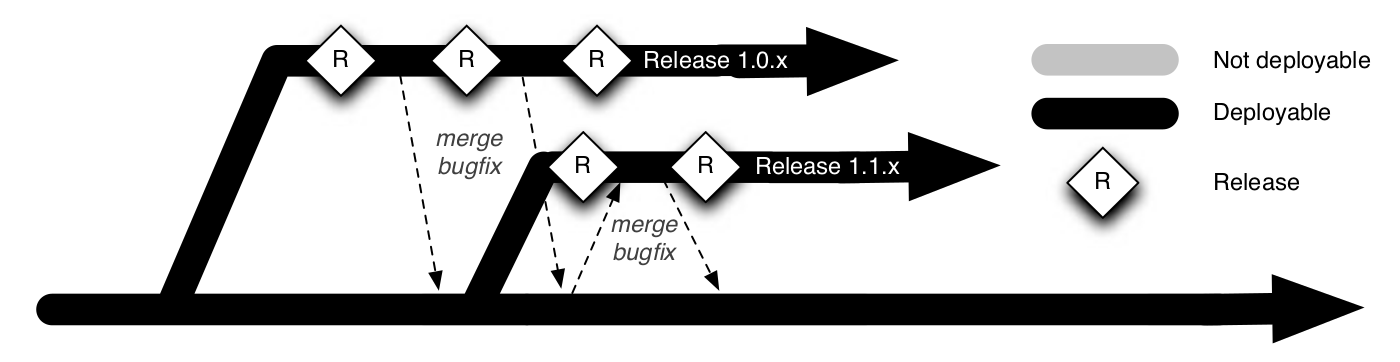 R
R
R
Release 1.0.x
merge
bugfix
R
R
Release 1.1.x
merge
bugfix
Not deployable
Deployable
R
Release